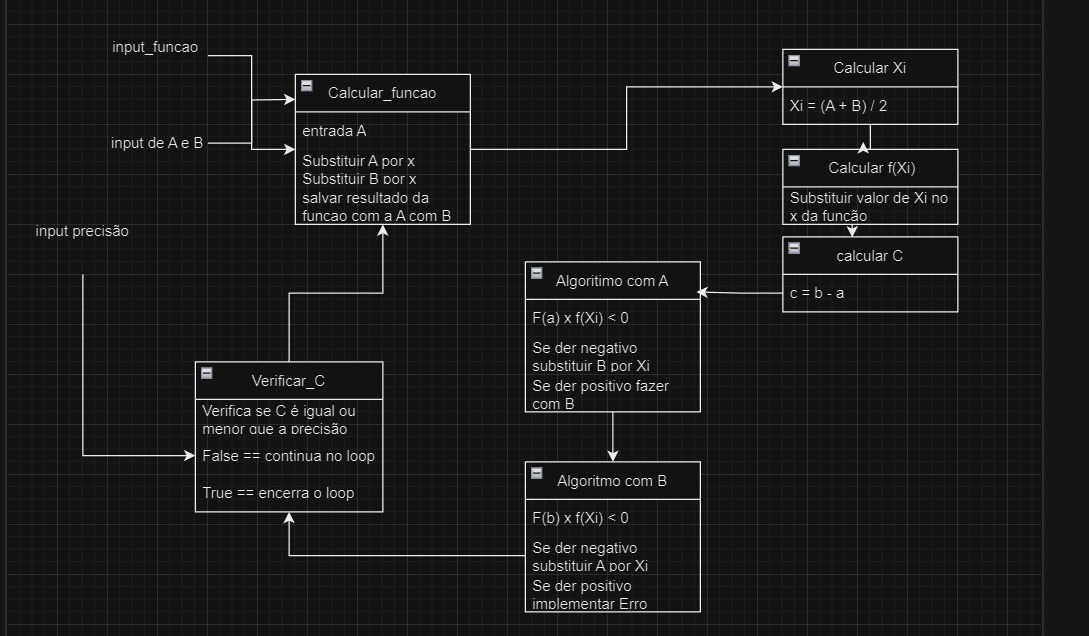 input_funcao
input de A e B
input precisão
Calcular_funcao
entrada A
Substituir A por x
Substituir B por x
salvar resultado da
funcao com a A com B
Calcular Xi
Xi = (A + B) / 2
Calcular f(Xi)
Substituir valor de Xi no
x da função
calcular C
c = b - a
Algoritimo com A
F(a) x f(Xi) < 0
Se der negativo
substituir B por Xi
Se der positivo fazer
com B
Algoritmo com B
F(b) x f(Xi) < 0
Se der negativo
substituir A por Xi
Se der positivo
implementar Erro
Verificar_C
Verifica se C é igual ou
menor que a precisão
False == continua no loop
True == encerra o loop